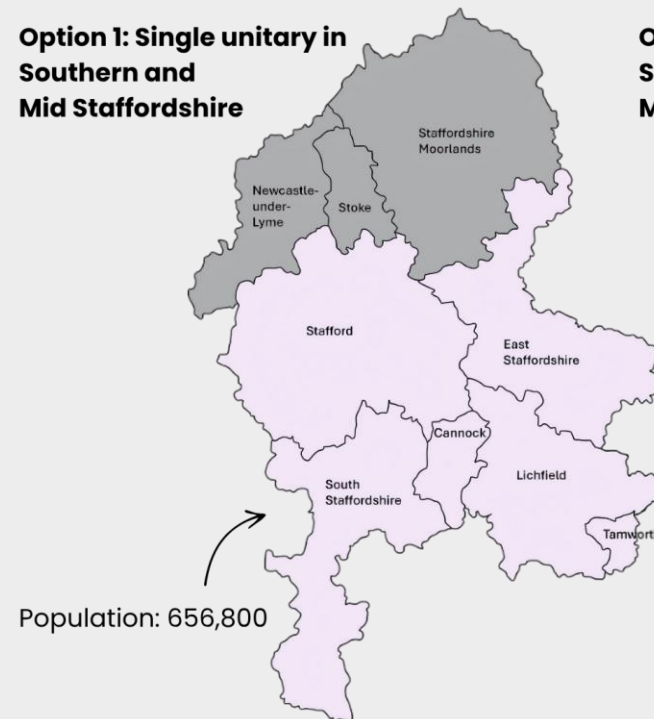 Option 1: Single unitary in
Southern and
Mid Staffordshire
O
S
M
Staffordshire
Moorlands
Newcastle-
under-
Lyme
Stoke
Stafford
East
Staffordshire
Cannock
Lichfield
South
Staffordshire
Tamwort
Population: 656,800